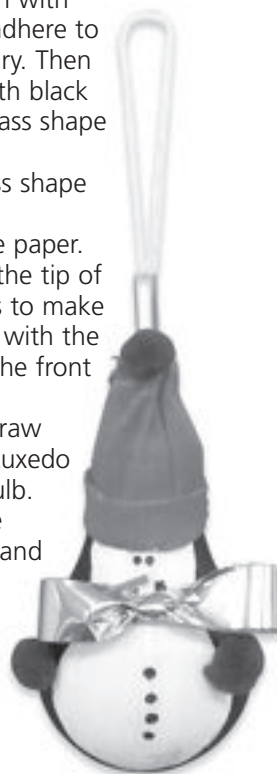 with
adhere to
ry. Then
th black
ass shape
ss shape
e paper.
the tip of
s to make
with the
he front
raw
uxedo
ulb.
e
and